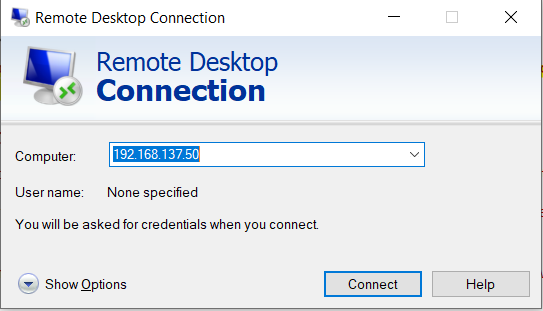 Remote Desktop Connection
Remote Desktop
Connection
Computer: 192.168.137.50
User name: None specified
You will be asked for credentials when you connect.
Show Options Connect Help